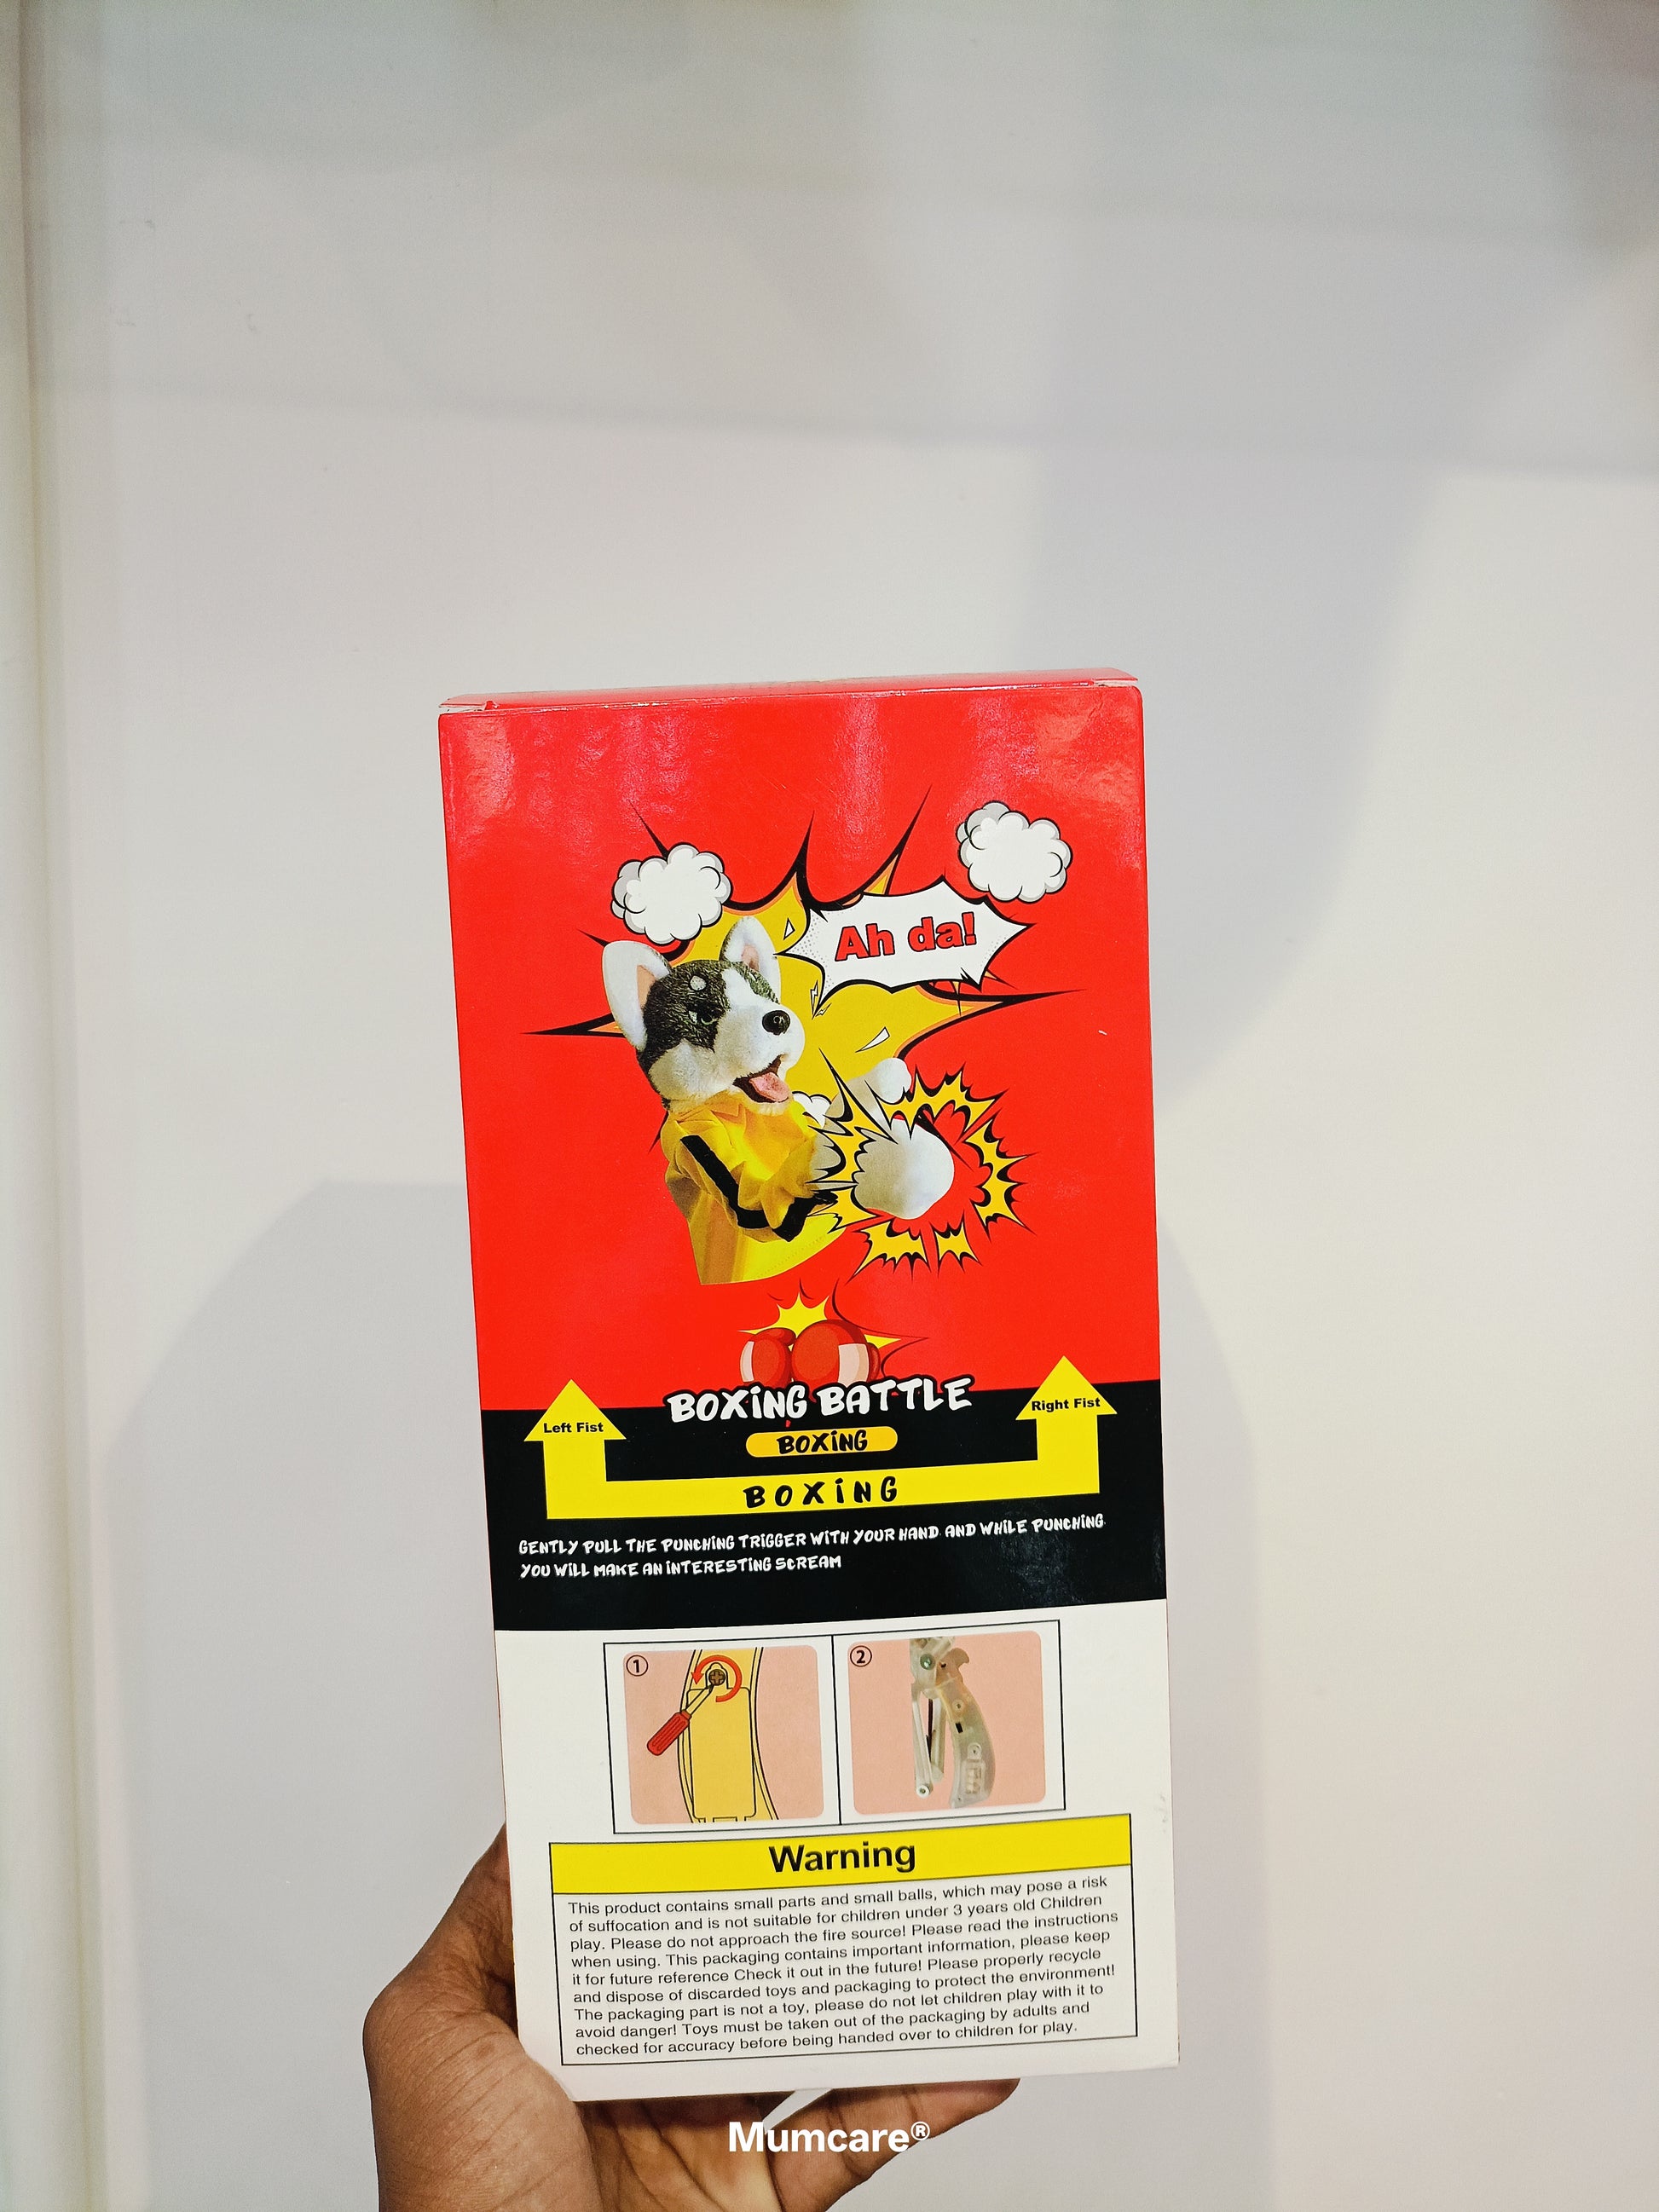 Ah da!
BOXING BATTLE
BOXING
Left Fist
Right Fist
BOXING
GENTLY PULL THE PUNCHING TRIGGER WITH YOUR HAND AND WHILE PUNCHING
YOU WILL MAKE AN INTERESTING SCREAM
1
2
Warning
This product contains small parts and small balls, which may pose a risk
of suffocation and is not suitable for children under 3 years old Children
play. Please do not approach the fire source! Please read the instructions
when using. This packaging contains important information, please keep
it for future reference Check it out in the future! Please properly recycle
and dispose of discarded toys and packaging to protect the environment!
The packaging part is not a toy, please do not let children play with it to
avoid danger! Toys must be taken out of the packaging by adults and
checked for accuracy before being handed over to children for play.
Mumcare®